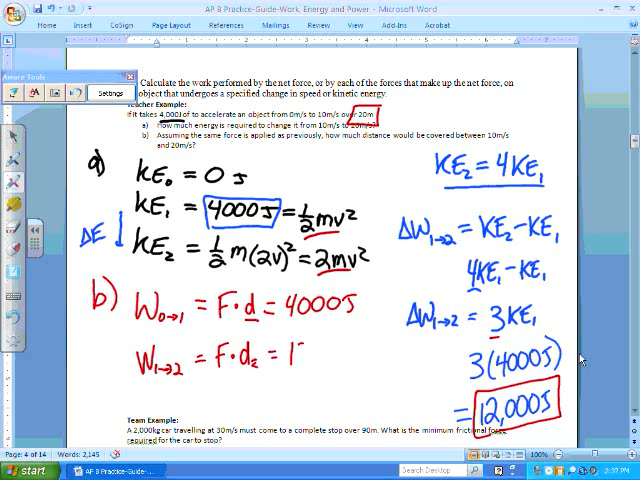 AP B Practice-Guide-Work, Energy and Power - Microsoft Word
Home
CoSign
Insert
Page Layout
References
Mailings
Review
View
Add-Ins
Acrobat
Aware Tools
Settings
Calculate the work performed by the net force, or by each of the forces that make up the net force, on
object that undergoes a specified change in speed or kinetic energy.
Teacher Example:
If it takes 4,000J of to accelerate an object from 0m/s to 10m/s over 20m
a) How much energy is required to change it from 10m/s to 20m/s?
b) Assuming the same force is applied as previously, how much distance would be covered between 10m/s
and 20m/s?
a) KE₀ = 0 J
KE₁ = 4000J = ½mv²
ΔE
KE₂ = ½m(2v)² = 2mv²
b) W₀→₁ = F·d = 4000J
W₁→₂ = F·d₂ = 1
KE₂ = 4KE₁
ΔW₁→₂ = KE₂-KE₁
4KE₁-KE₁
ΔW₁→₂ = 3KE₁
3(4000J)
= 12,000J
Team Example:
A 2,000kg car travelling at 30m/s must come to a complete stop over 90m. What is the minimum frictional force
required for the car to stop?
Page: 4 of 14
Words: 2,145
100%
start
AP B Practice-Guide-...
Search Desktop
2:37 PM